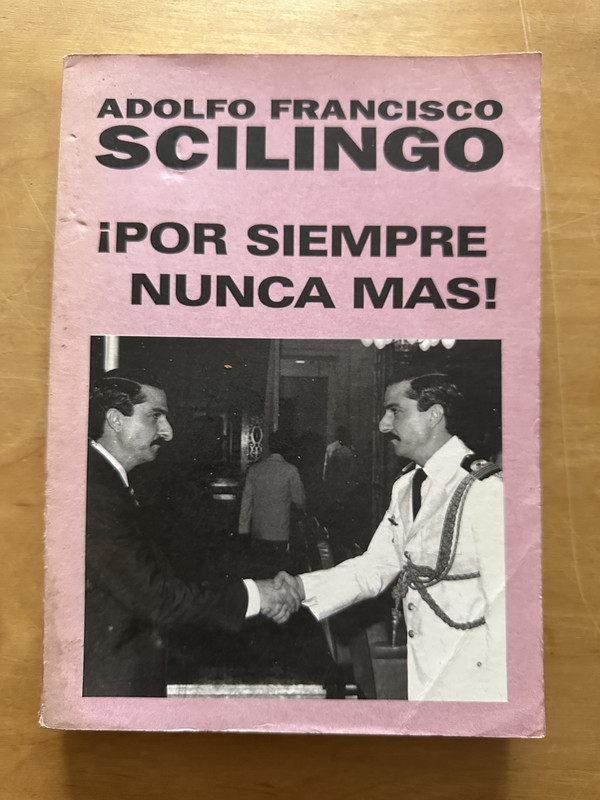 ADOLFO FRANCISCO
SCILINGO
¡POR SIEMPRE
NUNCA MAS!